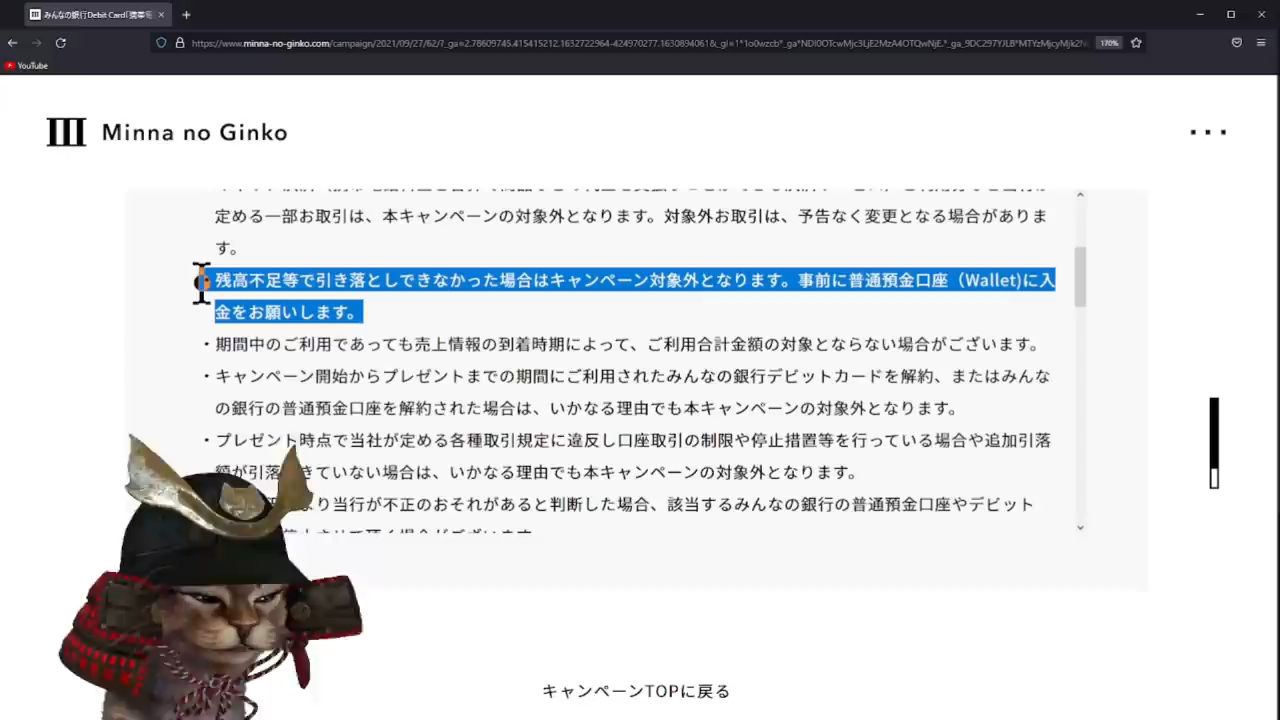 みんなの銀行Debit Card「携帯電
YouTube
170%
Minna no Ginko
定める一部お取引は、本キャンペーンの対象外となります。対象外お取引は、予告なく変更となる場合がありま
す。
残高不足等で引き落としできなかった場合はキャンペーン対象外となります。事前に普通預金口座（Wallet)に入
金をお願いします。
・期間中のご利用であっても売上情報の到着時期によって、ご利用合計金額の対象とならない場合がございます。
・キャンペーン開始からプレゼントまでの期間にご利用されたみんなの銀行デビットカードを解約、またはみんな
の銀行の普通預金口座を解約された場合は、いかなる理由でも本キャンペーンの対象外となります。
・プレゼント時点で当社が定める各種取引規定に違反し口座取引の制限や停止措置等を行っている場合や追加引落
額が引落 きていない場合は、いかなる理由でも本キャンペーンの対象外となります。
り当行が不正のおそれがあると判断した場合、該当するみんなの銀行の普通預金口座やデビット
キャンペーンTOPに戻る